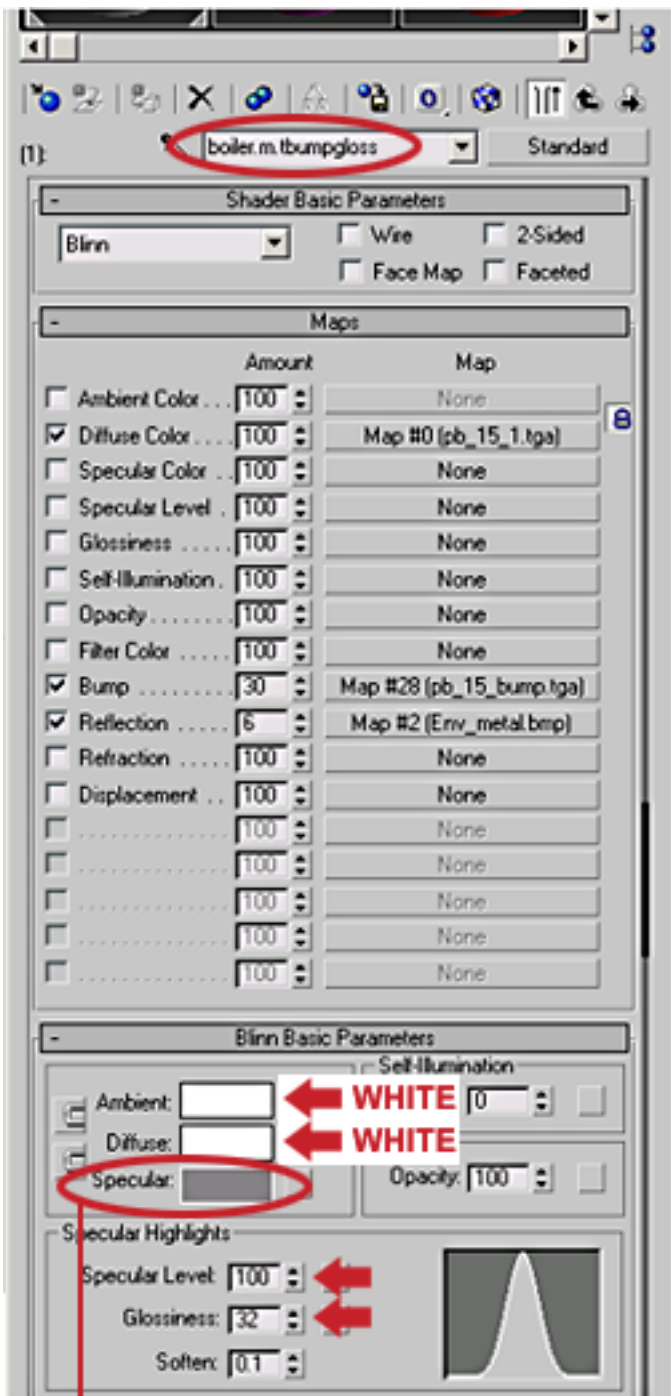 (1): boiler.m.tbumpgloss Standard
- Shader Basic Parameters
Blinn Wire 2-Sided
Face Map Faceted
- Maps
Amount Map
Ambient Color . . . 100 None
Diffuse Color . . . . 100 Map #0 (pb_15_1.tga)
Specular Color . . 100 None
Specular Level . 100 None
Glossiness . . . . . 100 None
Self-Illumination . 100 None
Opacity . . . . . . . . 100 None
Filter Color . . . . . 100 None
Bump . . . . . . . . . 30 Map #28 (pb_15_bump.tga)
Reflection . . . . . 6 Map #2 (Env_metal.bmp)
Refraction . . . . . 100 None
Displacement . . 100 None
. . . . . . . . . . . . . . 100 None
. . . . . . . . . . . . . . 100 None
. . . . . . . . . . . . . . 100 None
. . . . . . . . . . . . . . 100 None
. . . . . . . . . . . . . . 100 None
- Blinn Basic Parameters
Self-Illumination
Ambient: WHITE 0
Diffuse: WHITE
Specular: Opacity: 100
Specular Highlights
Specular Level: 100
Glossiness: 32
Soften: 0.1